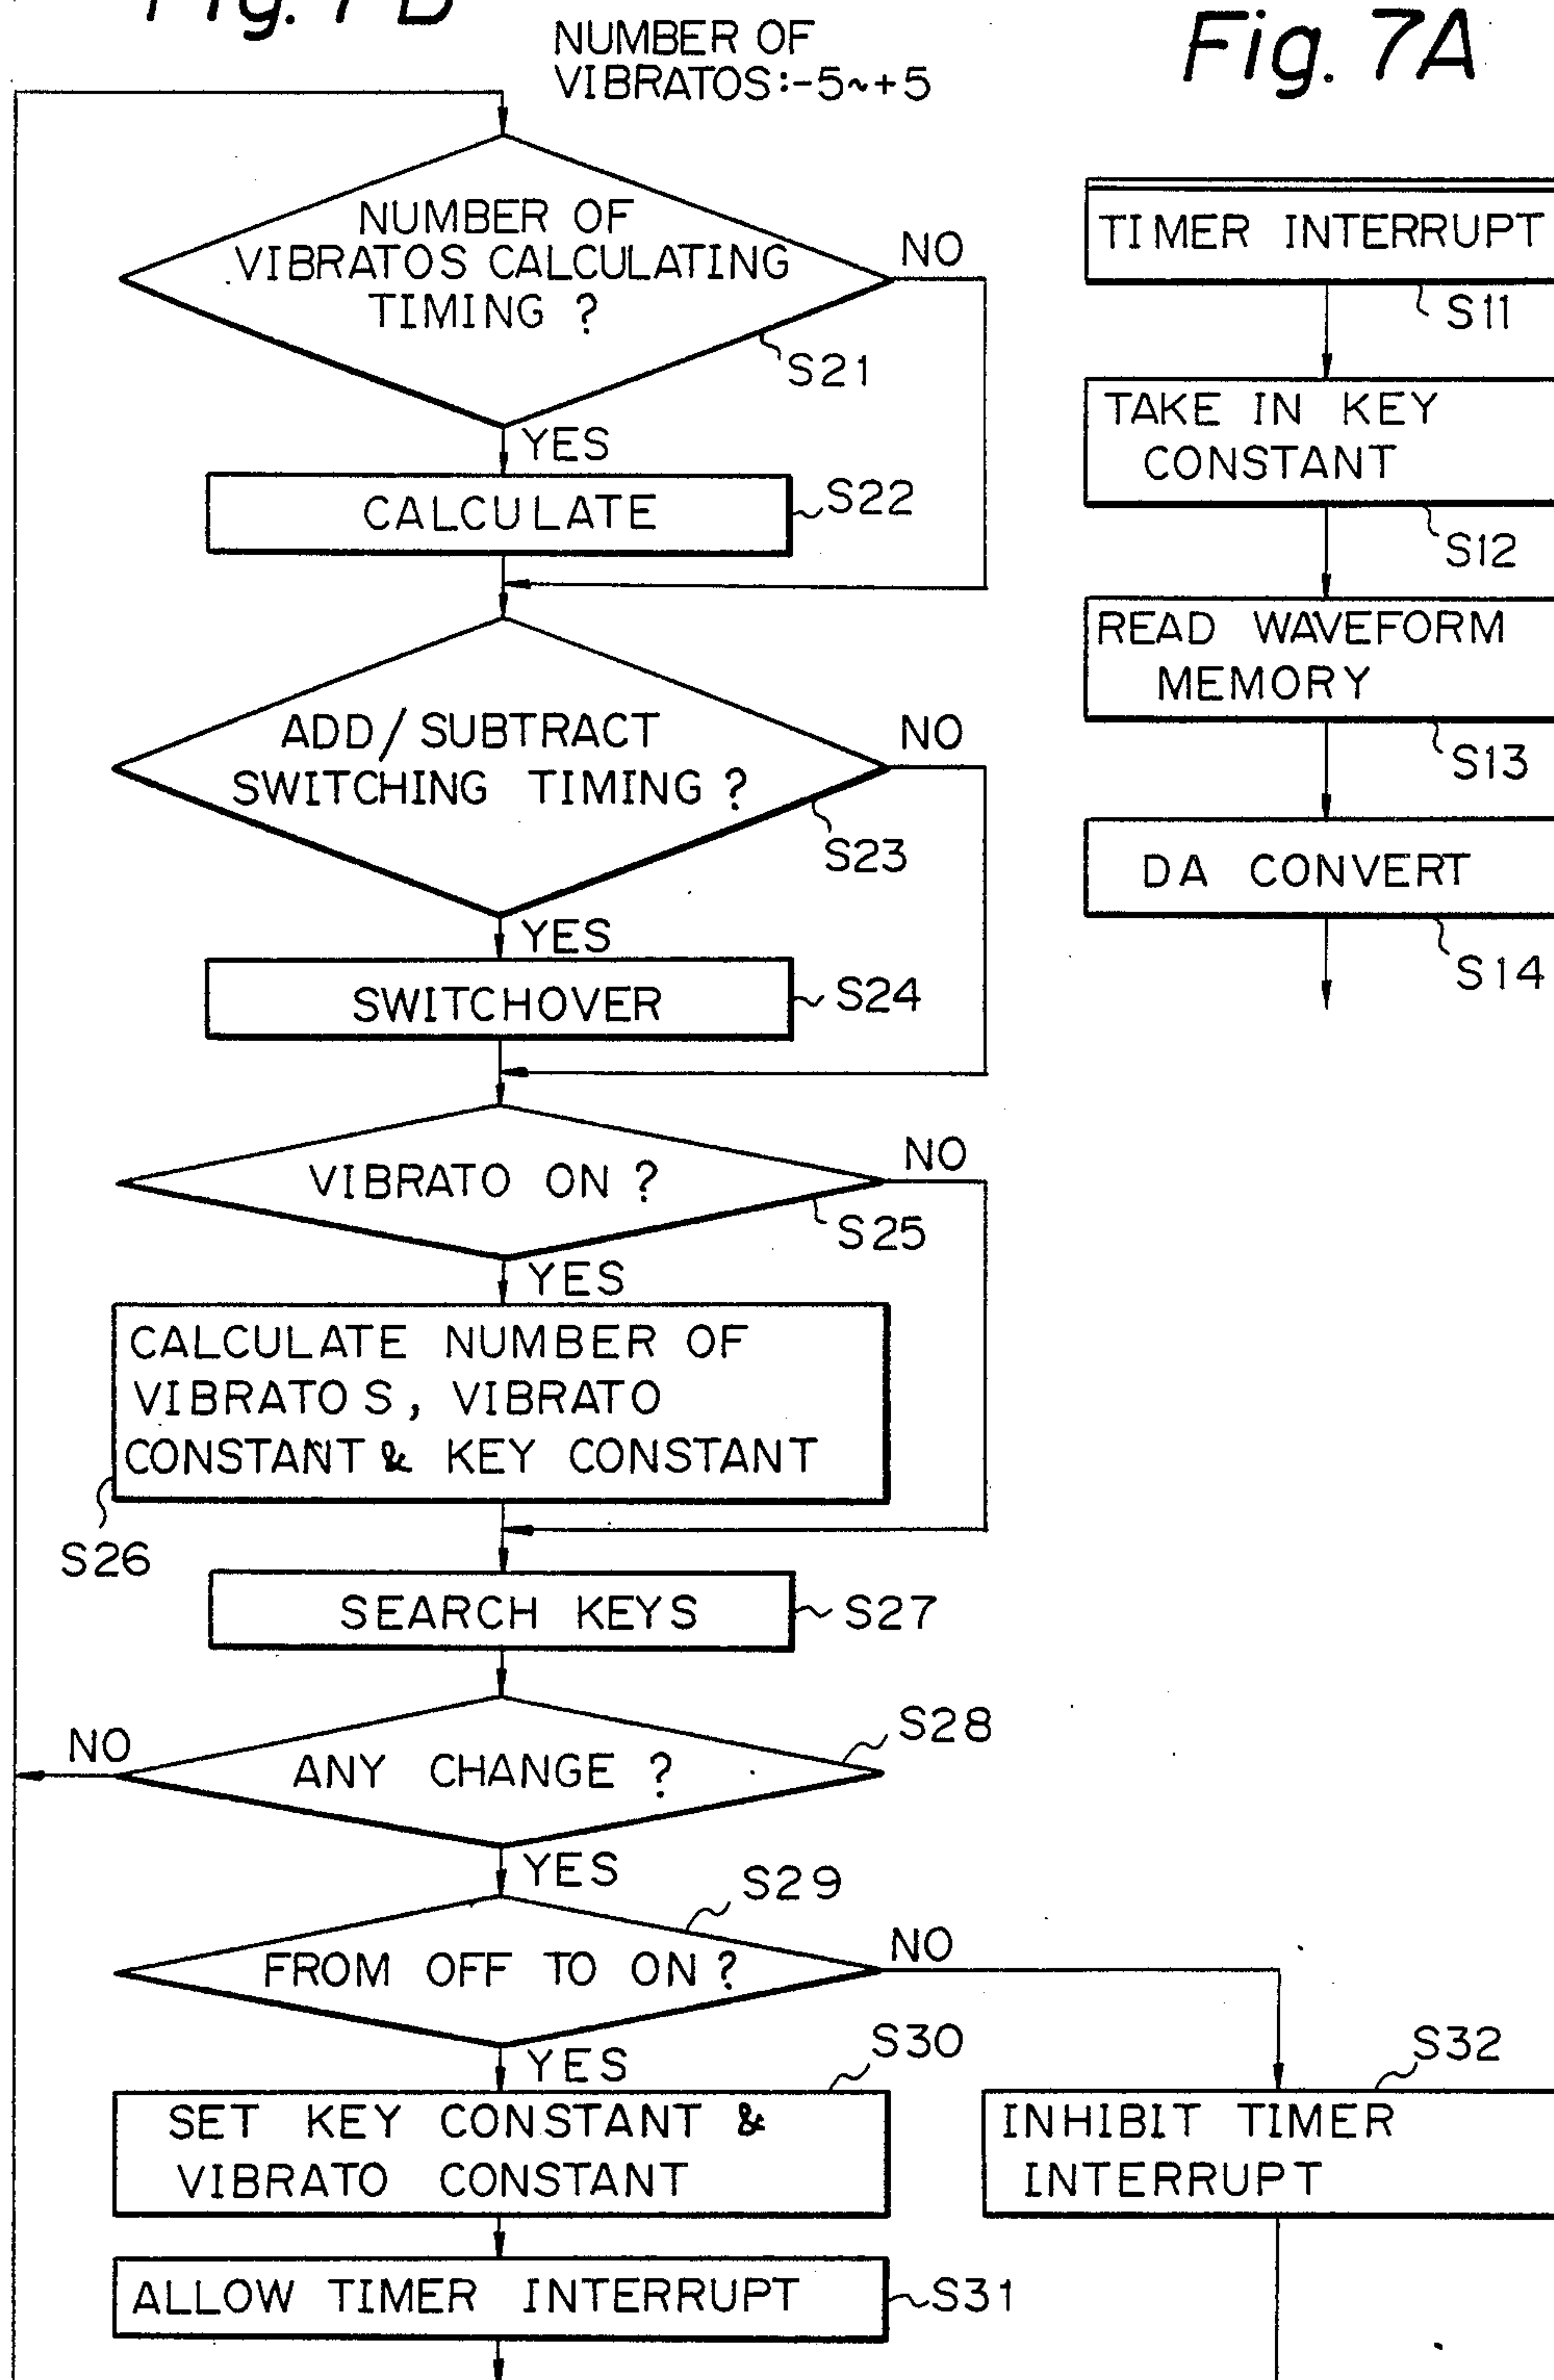 Fig. 7B
NUMBER OF
VIBRATOS:-5~+5
NUMBER OF
VIBRATOS CALCULATING
TIMING ?
NO
S21
YES
CALCULATE
S22
ADD/SUBTRACT
SWITCHING TIMING ?
NO
S23
YES
SWITCHOVER
S24
VIBRATO ON ?
NO
S25
YES
CALCULATE NUMBER OF
VIBRATOS, VIBRATO
CONSTANT & KEY CONSTANT
S26
SEARCH KEYS
S27
ANY CHANGE ?
S28
NO
YES
FROM OFF TO ON ?
S29
NO
YES
SET KEY CONSTANT &
VIBRATO CONSTANT
S30
ALLOW TIMER INTERRUPT
S31
INHIBIT TIMER
INTERRUPT
S32
Fig. 7A
TIMER INTERRUPT
S11
TAKE IN KEY
CONSTANT
S12
READ WAVEFORM
MEMORY
S13
DA CONVERT
S14